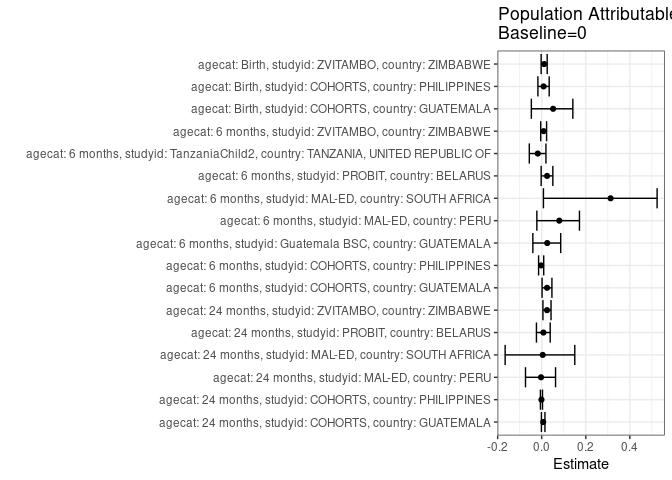 Population Attributable
Baseline=0
agecat: Birth, studyid: ZVITAMBO, country: ZIMBABWE
agecat: Birth, studyid: COHORTS, country: PHILIPPINES
agecat: Birth, studyid: COHORTS, country: GUATEMALA
agecat: 6 months, studyid: ZVITAMBO, country: ZIMBABWE
agecat: 6 months, studyid: TanzaniaChild2, country: TANZANIA, UNITED REPUBLIC OF
agecat: 6 months, studyid: PROBIT, country: BELARUS
agecat: 6 months, studyid: MAL-ED, country: SOUTH AFRICA
agecat: 6 months, studyid: MAL-ED, country: PERU
agecat: 6 months, studyid: Guatemala BSC, country: GUATEMALA
agecat: 6 months, studyid: COHORTS, country: PHILIPPINES
agecat: 6 months, studyid: COHORTS, country: GUATEMALA
agecat: 24 months, studyid: ZVITAMBO, country: ZIMBABWE
agecat: 24 months, studyid: PROBIT, country: BELARUS
agecat: 24 months, studyid: MAL-ED, country: SOUTH AFRICA
agecat: 24 months, studyid: MAL-ED, country: PERU
agecat: 24 months, studyid: COHORTS, country: PHILIPPINES
agecat: 24 months, studyid: COHORTS, country: GUATEMALA
-0.2 0.0 0.2 0.4
Estimate